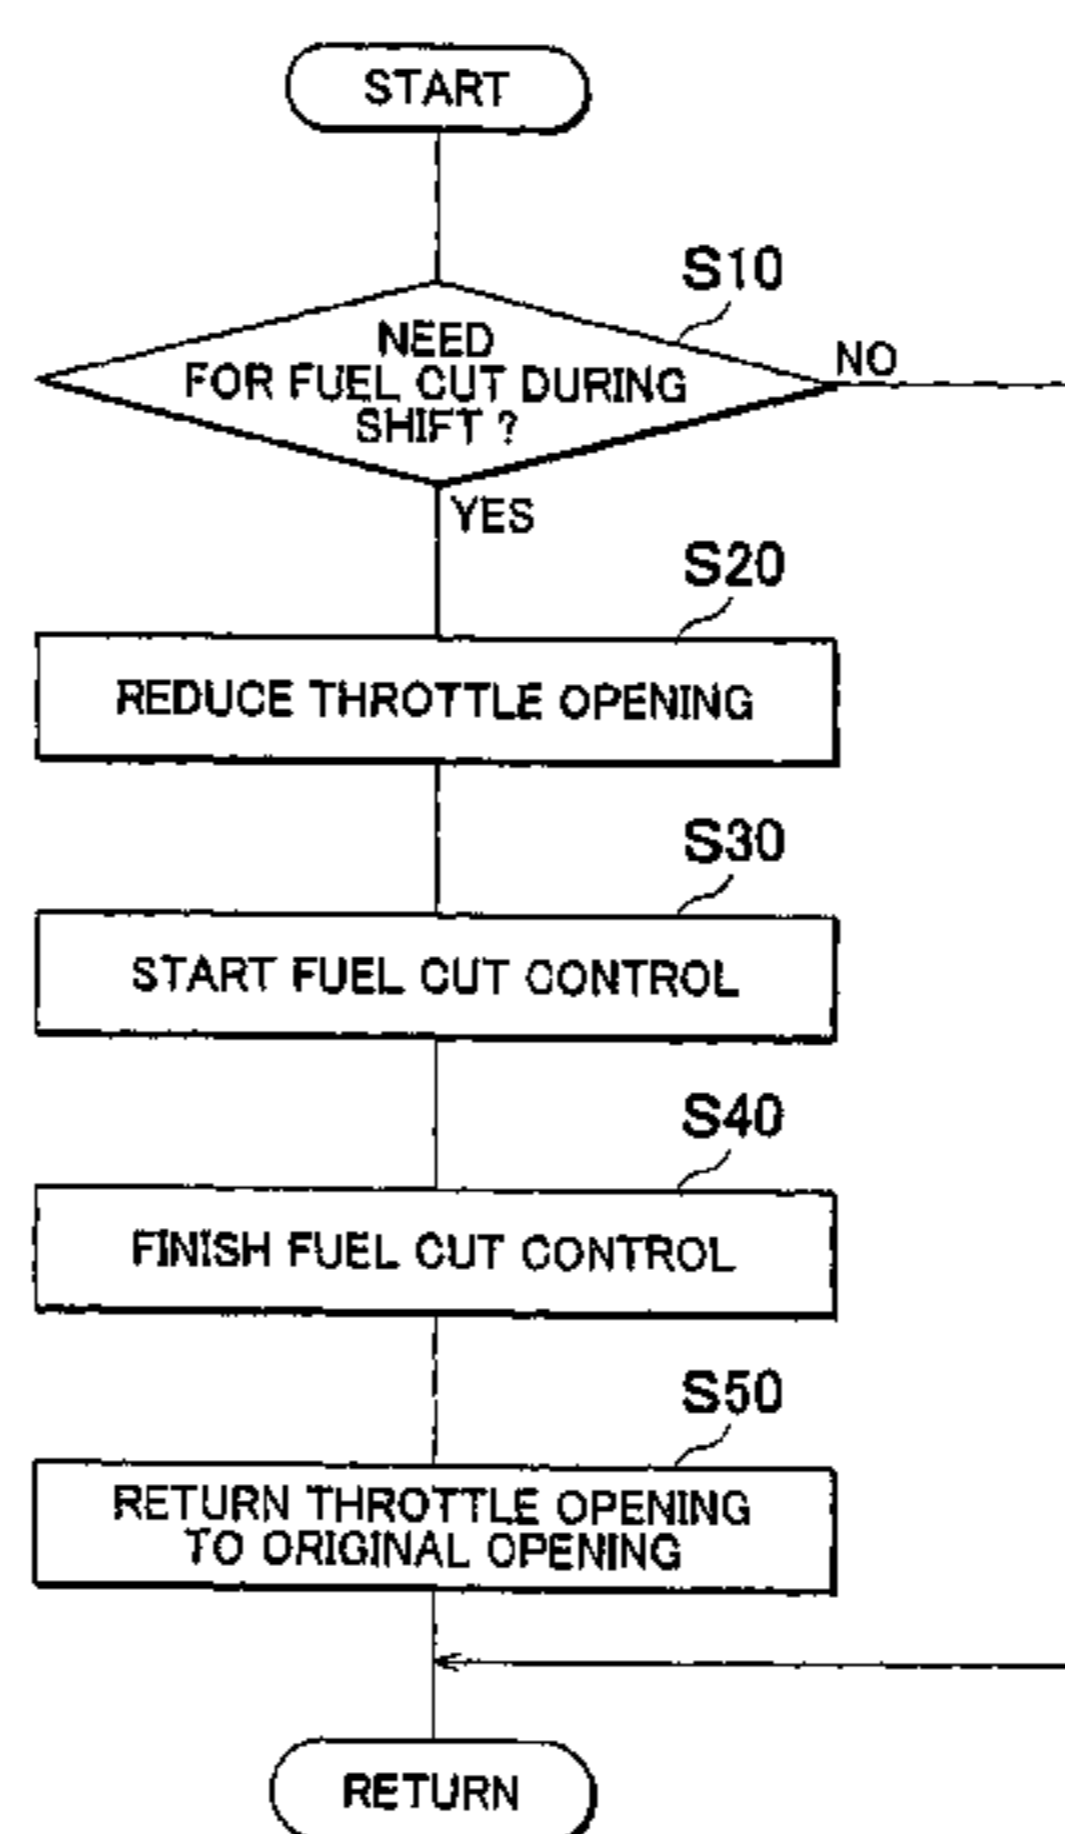 START
S10
NEED
FOR FUEL CUT DURING
SHIFT ?
NO
YES
S20
REDUCE THROTTLE OPENING
S30
START FUEL CUT CONTROL
S40
FINISH FUEL CUT CONTROL
S50
RETURN THROTTLE OPENING
TO ORIGINAL OPENING
RETURN